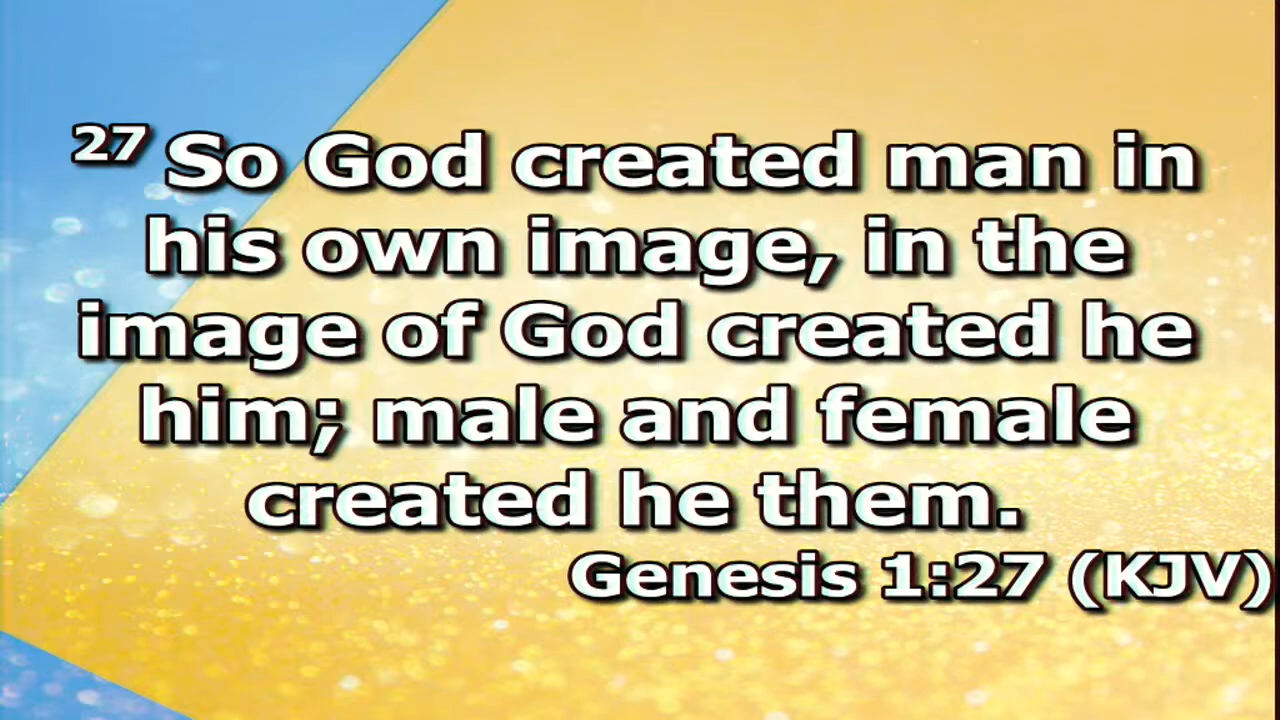 27 So God created man in
his own image, in the
image of God created he
him; male and female
created he them.
Genesis 1:27 (KJV)